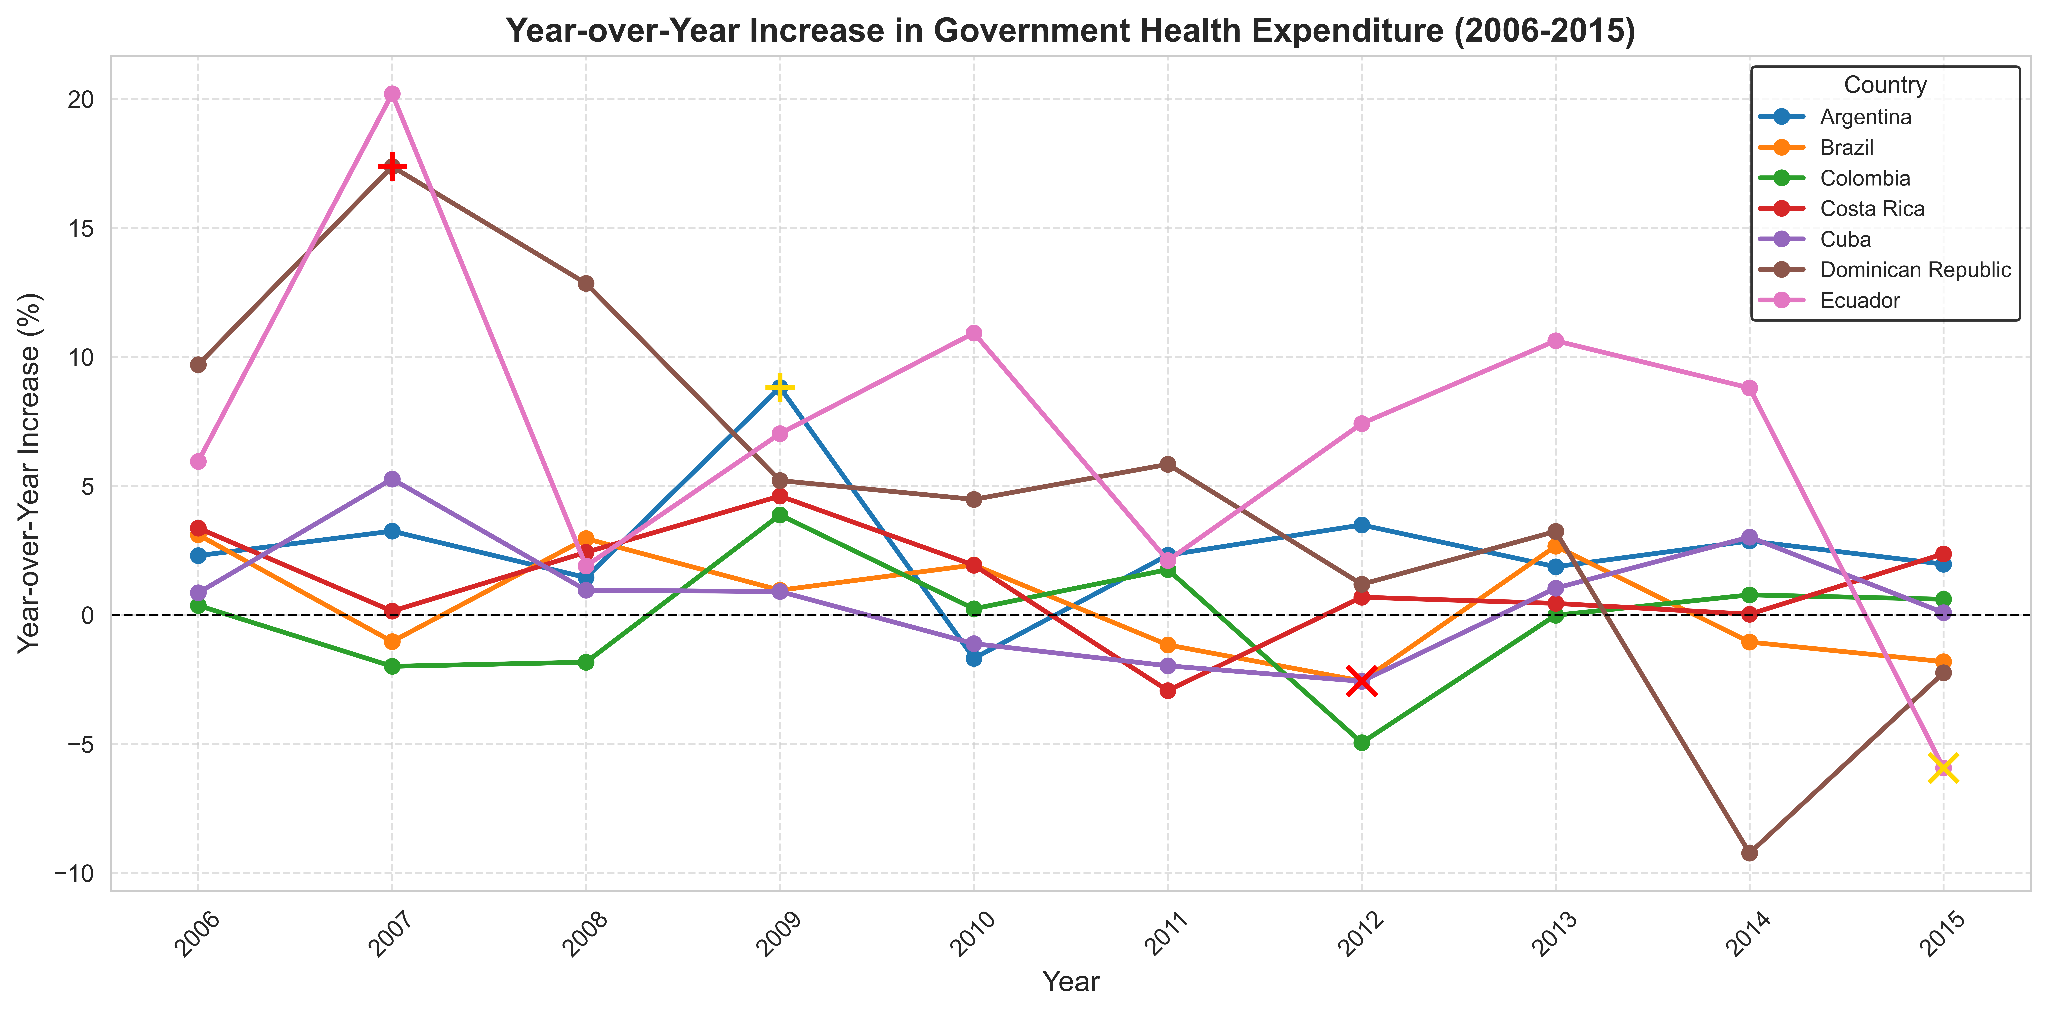 Year-over-Year Increase in Government Health Expenditure (2006-2015)
Year-over-Year Increase (%)
20
15
10
5
0
−5
−10
Country
Argentina
Brazil
Colombia
Costa Rica
Cuba
Dominican Republic
Ecuador
2006 2007 2008 2009 2010 2011 2012 2013 2014 2015
Year